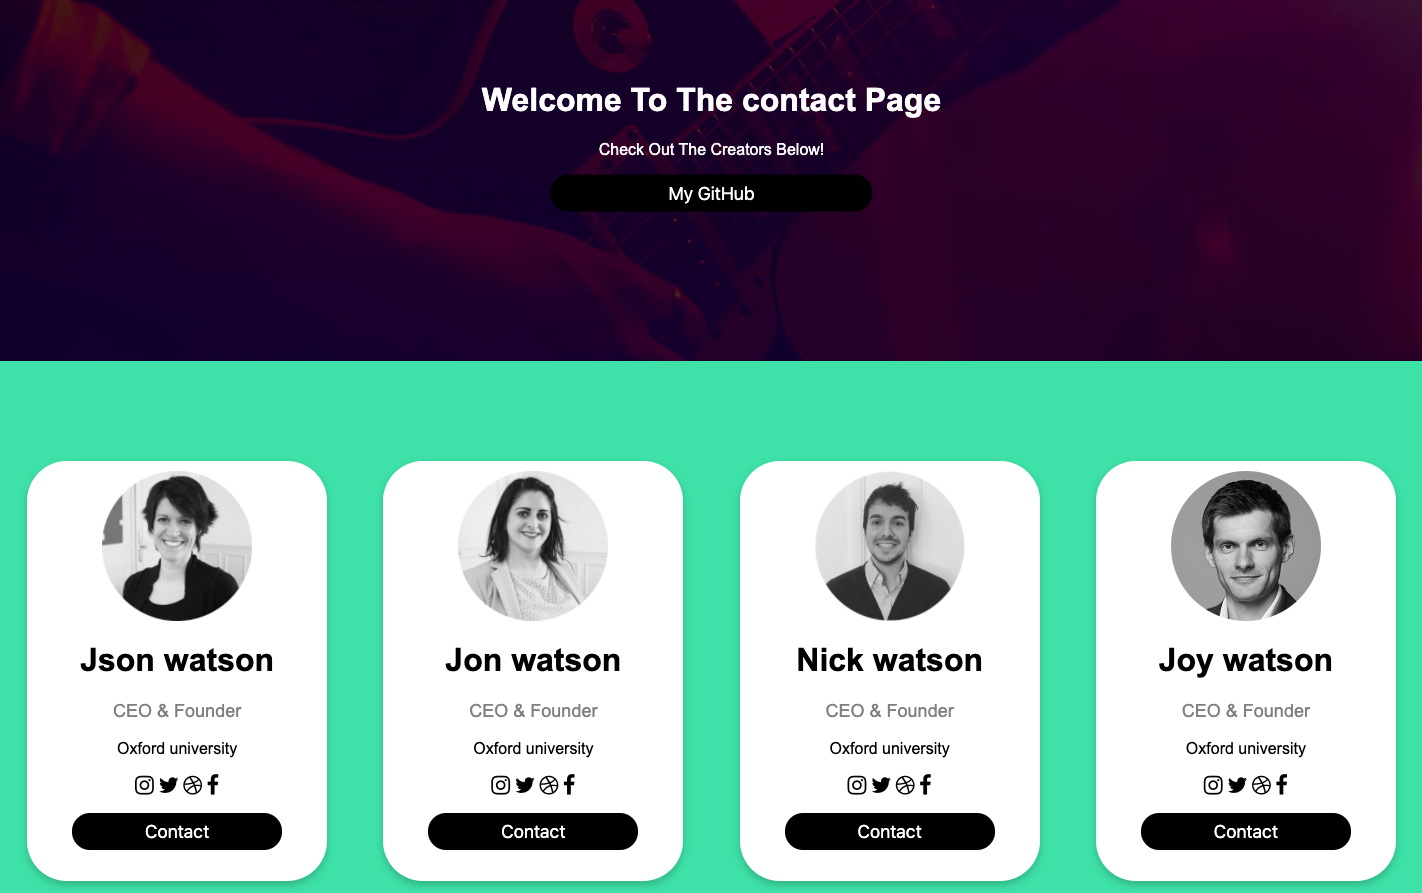 Welcome To The contact Page
Check Out The Creators Below!
My GitHub
Json watson
CEO & Founder
Oxford university
Contact
Jon watson
CEO & Founder
Oxford university
Contact
Nick watson
CEO & Founder
Oxford university
Contact
Joy watson
CEO & Founder
Oxford university
Contact